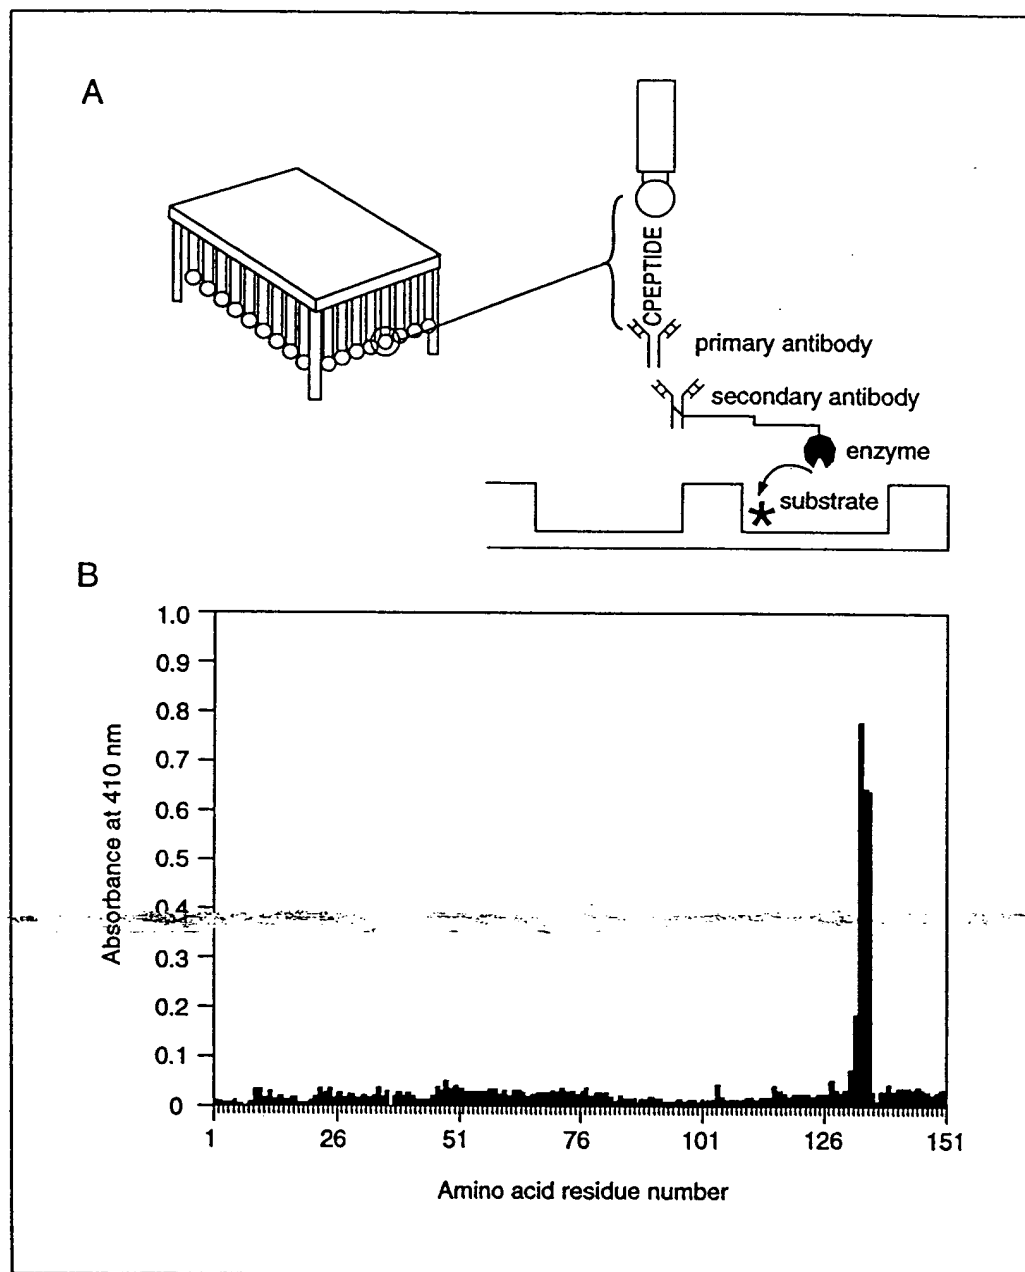 A
CPEPTIDE
primary antibody
secondary antibody
enzyme
substrate
B
Absorbance at 410 nm
1.0
0.9
0.8
0.7
0.6
0.5
0.4
0.3
0.2
0.1
0
1 26 51 76 101 126 151
Amino acid residue number